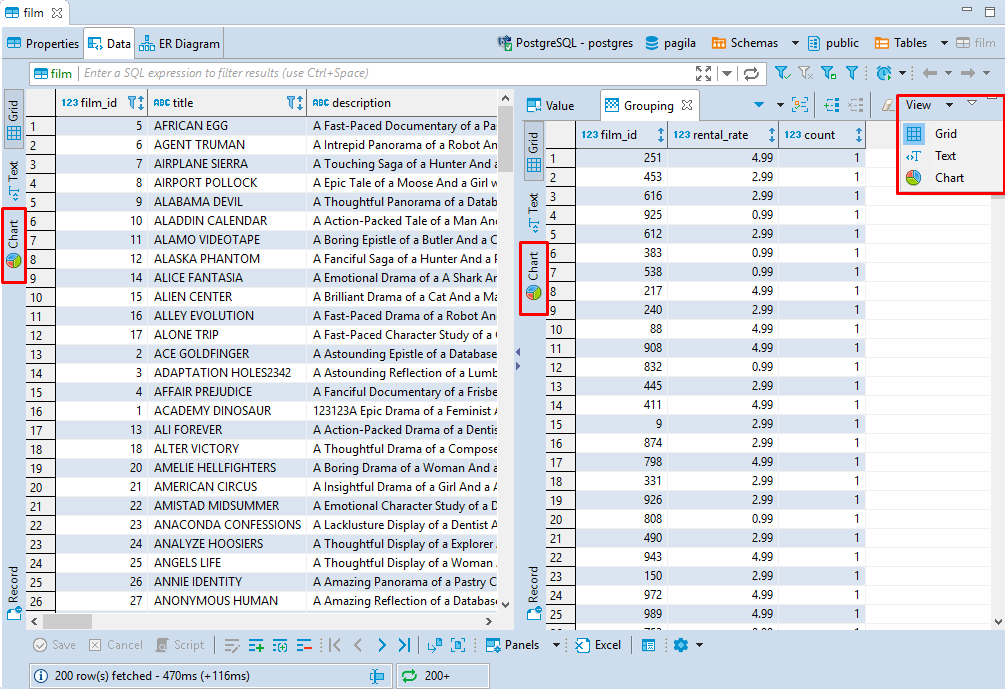 film
Properties Data ER Diagram PostgreSQL - postgres pagila Schemas public Tables film
film Enter a SQL expression to filter results (use Ctrl+Space)
Grid
Text
Chart
Record
123 film_id ABC title ABC description
1 5 AFRICAN EGG A Fast-Paced Documentary of a Pa
2 6 AGENT TRUMAN A Intrepid Panorama of a Robot An
3 7 AIRPLANE SIERRA A Touching Saga of a Hunter And a
4 8 AIRPORT POLLOCK A Epic Tale of a Moose And a Girl w
5 9 ALABAMA DEVIL A Thoughtful Panorama of a Datab
6 10 ALADDIN CALENDAR A Action-Packed Tale of a Man And
7 11 ALAMO VIDEOTAPE A Boring Epistle of a Butler And a C
8 12 ALASKA PHANTOM A Fanciful Saga of a Hunter And a P
9 14 ALICE FANTASIA A Emotional Drama of a A Shark An
10 15 ALIEN CENTER A Brilliant Drama of a Cat And a Ma
11 16 ALLEY EVOLUTION A Fast-Paced Drama of a Robot An
12 17 ALONE TRIP A Fast-Paced Character Study of a
13 2 ACE GOLDFINGER A Astounding Epistle of a Database
14 3 ADAPTATION HOLES2342 A Astounding Reflection of a Lumb
15 4 AFFAIR PREJUDICE A Fanciful Documentary of a Frisbe
16 1 ACADEMY DINOSAUR 123123A Epic Drama of a Feminist A
17 13 ALI FOREVER A Action-Packed Drama of a Dentis
18 18 ALTER VICTORY A Thoughtful Drama of a Compose
19 20 AMELIE HELLFIGHTERS A Boring Drama of a Woman And a
20 21 AMERICAN CIRCUS A Insightful Drama of a Girl And a A
21 22 AMISTAD MIDSUMMER A Emotional Character Study of a D
22 23 ANACONDA CONFESSIONS A Lacklusture Display of a Dentist A
23 24 ANALYZE HOOSIERS A Thoughtful Display of a Explorer
24 25 ANGELS LIFE A Thoughtful Display of a Woman
25 26 ANNIE IDENTITY A Amazing Panorama of a Pastry C
26 27 ANONYMOUS HUMAN A Amazing Reflection of a Database
Value Grouping
Grid
Text
Chart
Record
123 film_id 123 rental_rate 123 count
1 251 4.99 1
2 453 2.99 1
3 616 2.99 1
4 925 0.99 1
5 612 2.99 1
6 383 0.99 1
7 538 0.99 1
8 217 4.99 1
9 240 2.99 1
10 88 4.99 1
11 908 4.99 1
12 832 0.99 1
13 445 2.99 1
14 411 4.99 1
15 9 2.99 1
16 874 2.99 1
17 798 4.99 1
18 331 2.99 1
19 926 2.99 1
20 808 0.99 1
21 490 2.99 1
22 943 4.99 1
23 150 2.99 1
24 972 4.99 1
25 989 4.99 1
View
Grid
Text
Chart
Save Cancel Script Panels Excel
200 row(s) fetched - 470ms (+116ms) 200+